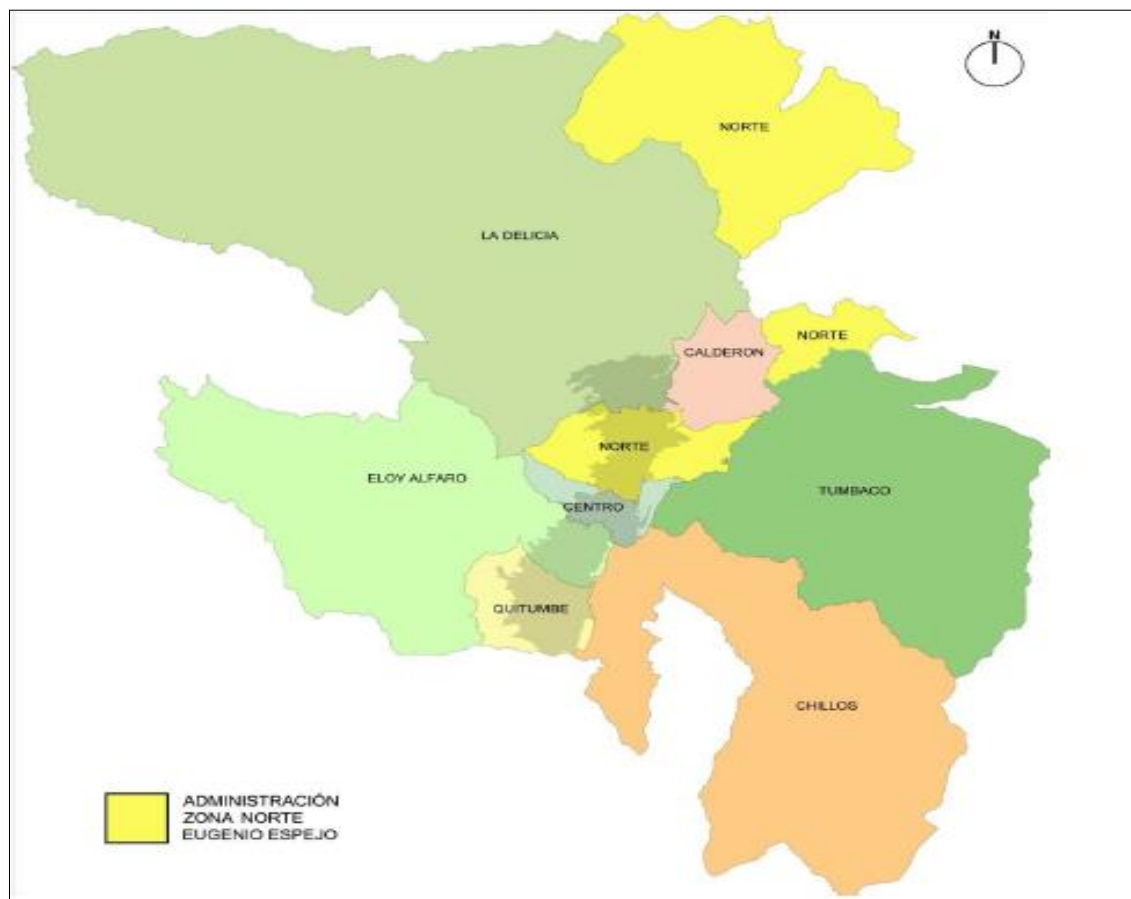 N
NORTE
LA DELICIA
NORTE
CALDERON
NORTE
ELOY ALFARO
TUMBACO
CENTRO
QUITUMBE
CHILLOS
ADMINISTRACIÓN
ZONA NORTE
EUGENIO ESPEJO